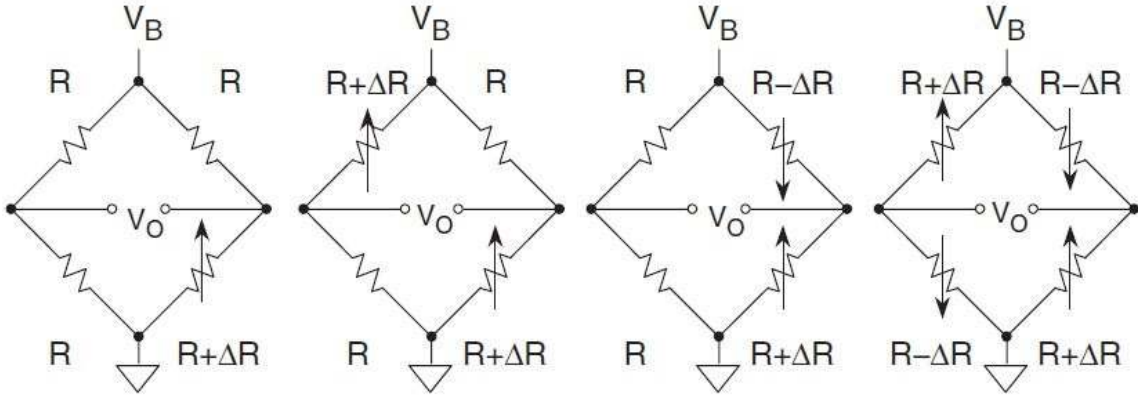 V_B V_B V_B V_B
R R R+ΔR R R R−ΔR R+ΔR R−ΔR
V_O V_O V_O V_O
R R+ΔR R R+ΔR R R+ΔR R−ΔR R+ΔR